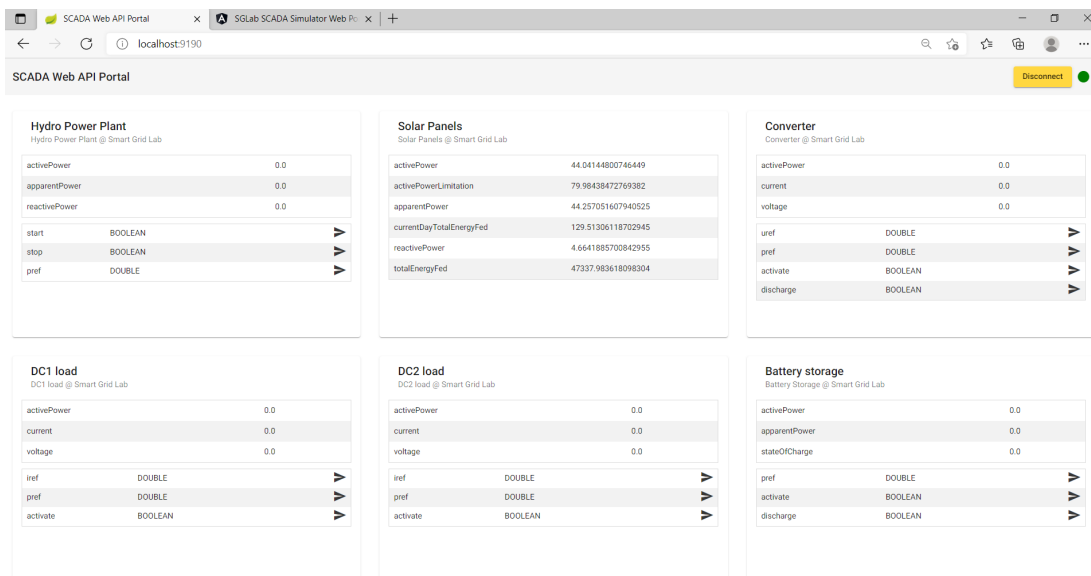 SCADA Web API Portal
SGLab SCADA Simulator Web Po
localhost:9190
SCADA Web API Portal
Disconnect
Hydro Power Plant
Hydro Power Plant @ Smart Grid Lab
activePower 0.0
apparentPower 0.0
reactivePower 0.0
start BOOLEAN
stop BOOLEAN
pref DOUBLE
Solar Panels
Solar Panels @ Smart Grid Lab
activePower 44.04144800746449
activePowerLimitation 79.98438472769382
apparentPower 44.257051607940525
currentDayTotalEnergyFed 129.51306118702945
reactivePower 4.6641885700842955
totalEnergyFed 47337.983618098304
Converter
Converter @ Smart Grid Lab
activePower 0.0
current 0.0
voltage 0.0
uref DOUBLE
pref DOUBLE
activate BOOLEAN
discharge BOOLEAN
DC1 load
DC1 load @ Smart Grid Lab
activePower 0.0
current 0.0
voltage 0.0
iref DOUBLE
pref DOUBLE
activate BOOLEAN
DC2 load
DC2 load @ Smart Grid Lab
activePower 0.0
current 0.0
voltage 0.0
iref DOUBLE
pref DOUBLE
activate BOOLEAN
Battery storage
Battery Storage @ Smart Grid Lab
activePower 0.0
apparentPower 0.0
stateOfCharge 0.0
pref DOUBLE
activate BOOLEAN
discharge BOOLEAN